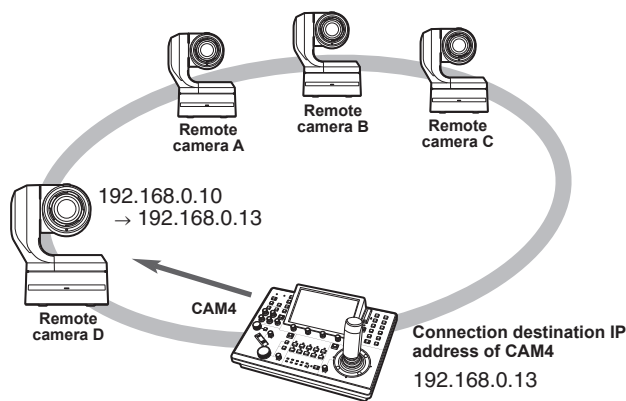 Remote
camera A
Remote
camera B
Remote
camera C
192.168.0.10
→ 192.168.0.13
Remote
camera D
CAM4
Connection destination IP
address of CAM4
192.168.0.13